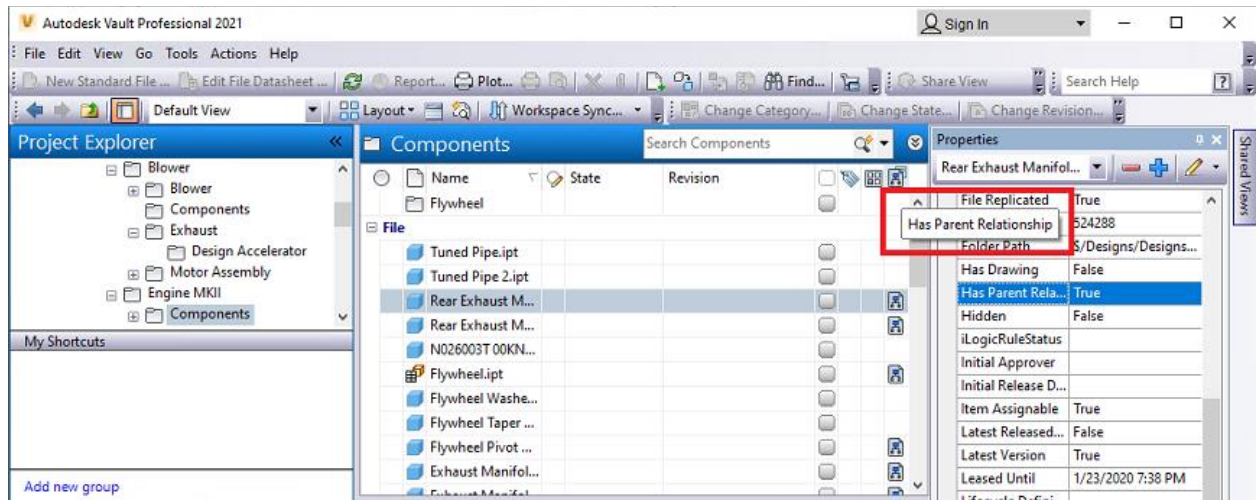 Autodesk Vault Professional 2021
Sign In
File Edit View Go Tools Actions Help
New Standard File ... Edit File Datasheet ... Report... Plot... Find... Share View Search Help
Default View Layout Workspace Sync... Change Category... Change State... Change Revision...
Project Explorer
Blower
Blower
Components
Exhaust
Design Accelerator
Motor Assembly
Engine MKII
Components
My Shortcuts
Add new group
Components
Search Components
Name State Revision
Flywheel
File
Tuned Pipe.ipt
Tuned Pipe 2.ipt
Rear Exhaust M...
Rear Exhaust M...
N026003T 00KN...
Flywheel.ipt
Flywheel Washe...
Flywheel Taper ...
Flywheel Pivot ...
Exhaust Manifol...
Exhaust Manifol
Has Parent Relationship
Properties
Rear Exhaust Manifol...
File Replicated True
524288
Folder Path $/Designs/Designs...
Has Drawing False
Has Parent Rela... True
Hidden False
iLogicRuleStatus
Initial Approver
Initial Release D...
Item Assignable True
Latest Released... False
Latest Version True
Leased Until 1/23/2020 7:38 PM
Shared Views